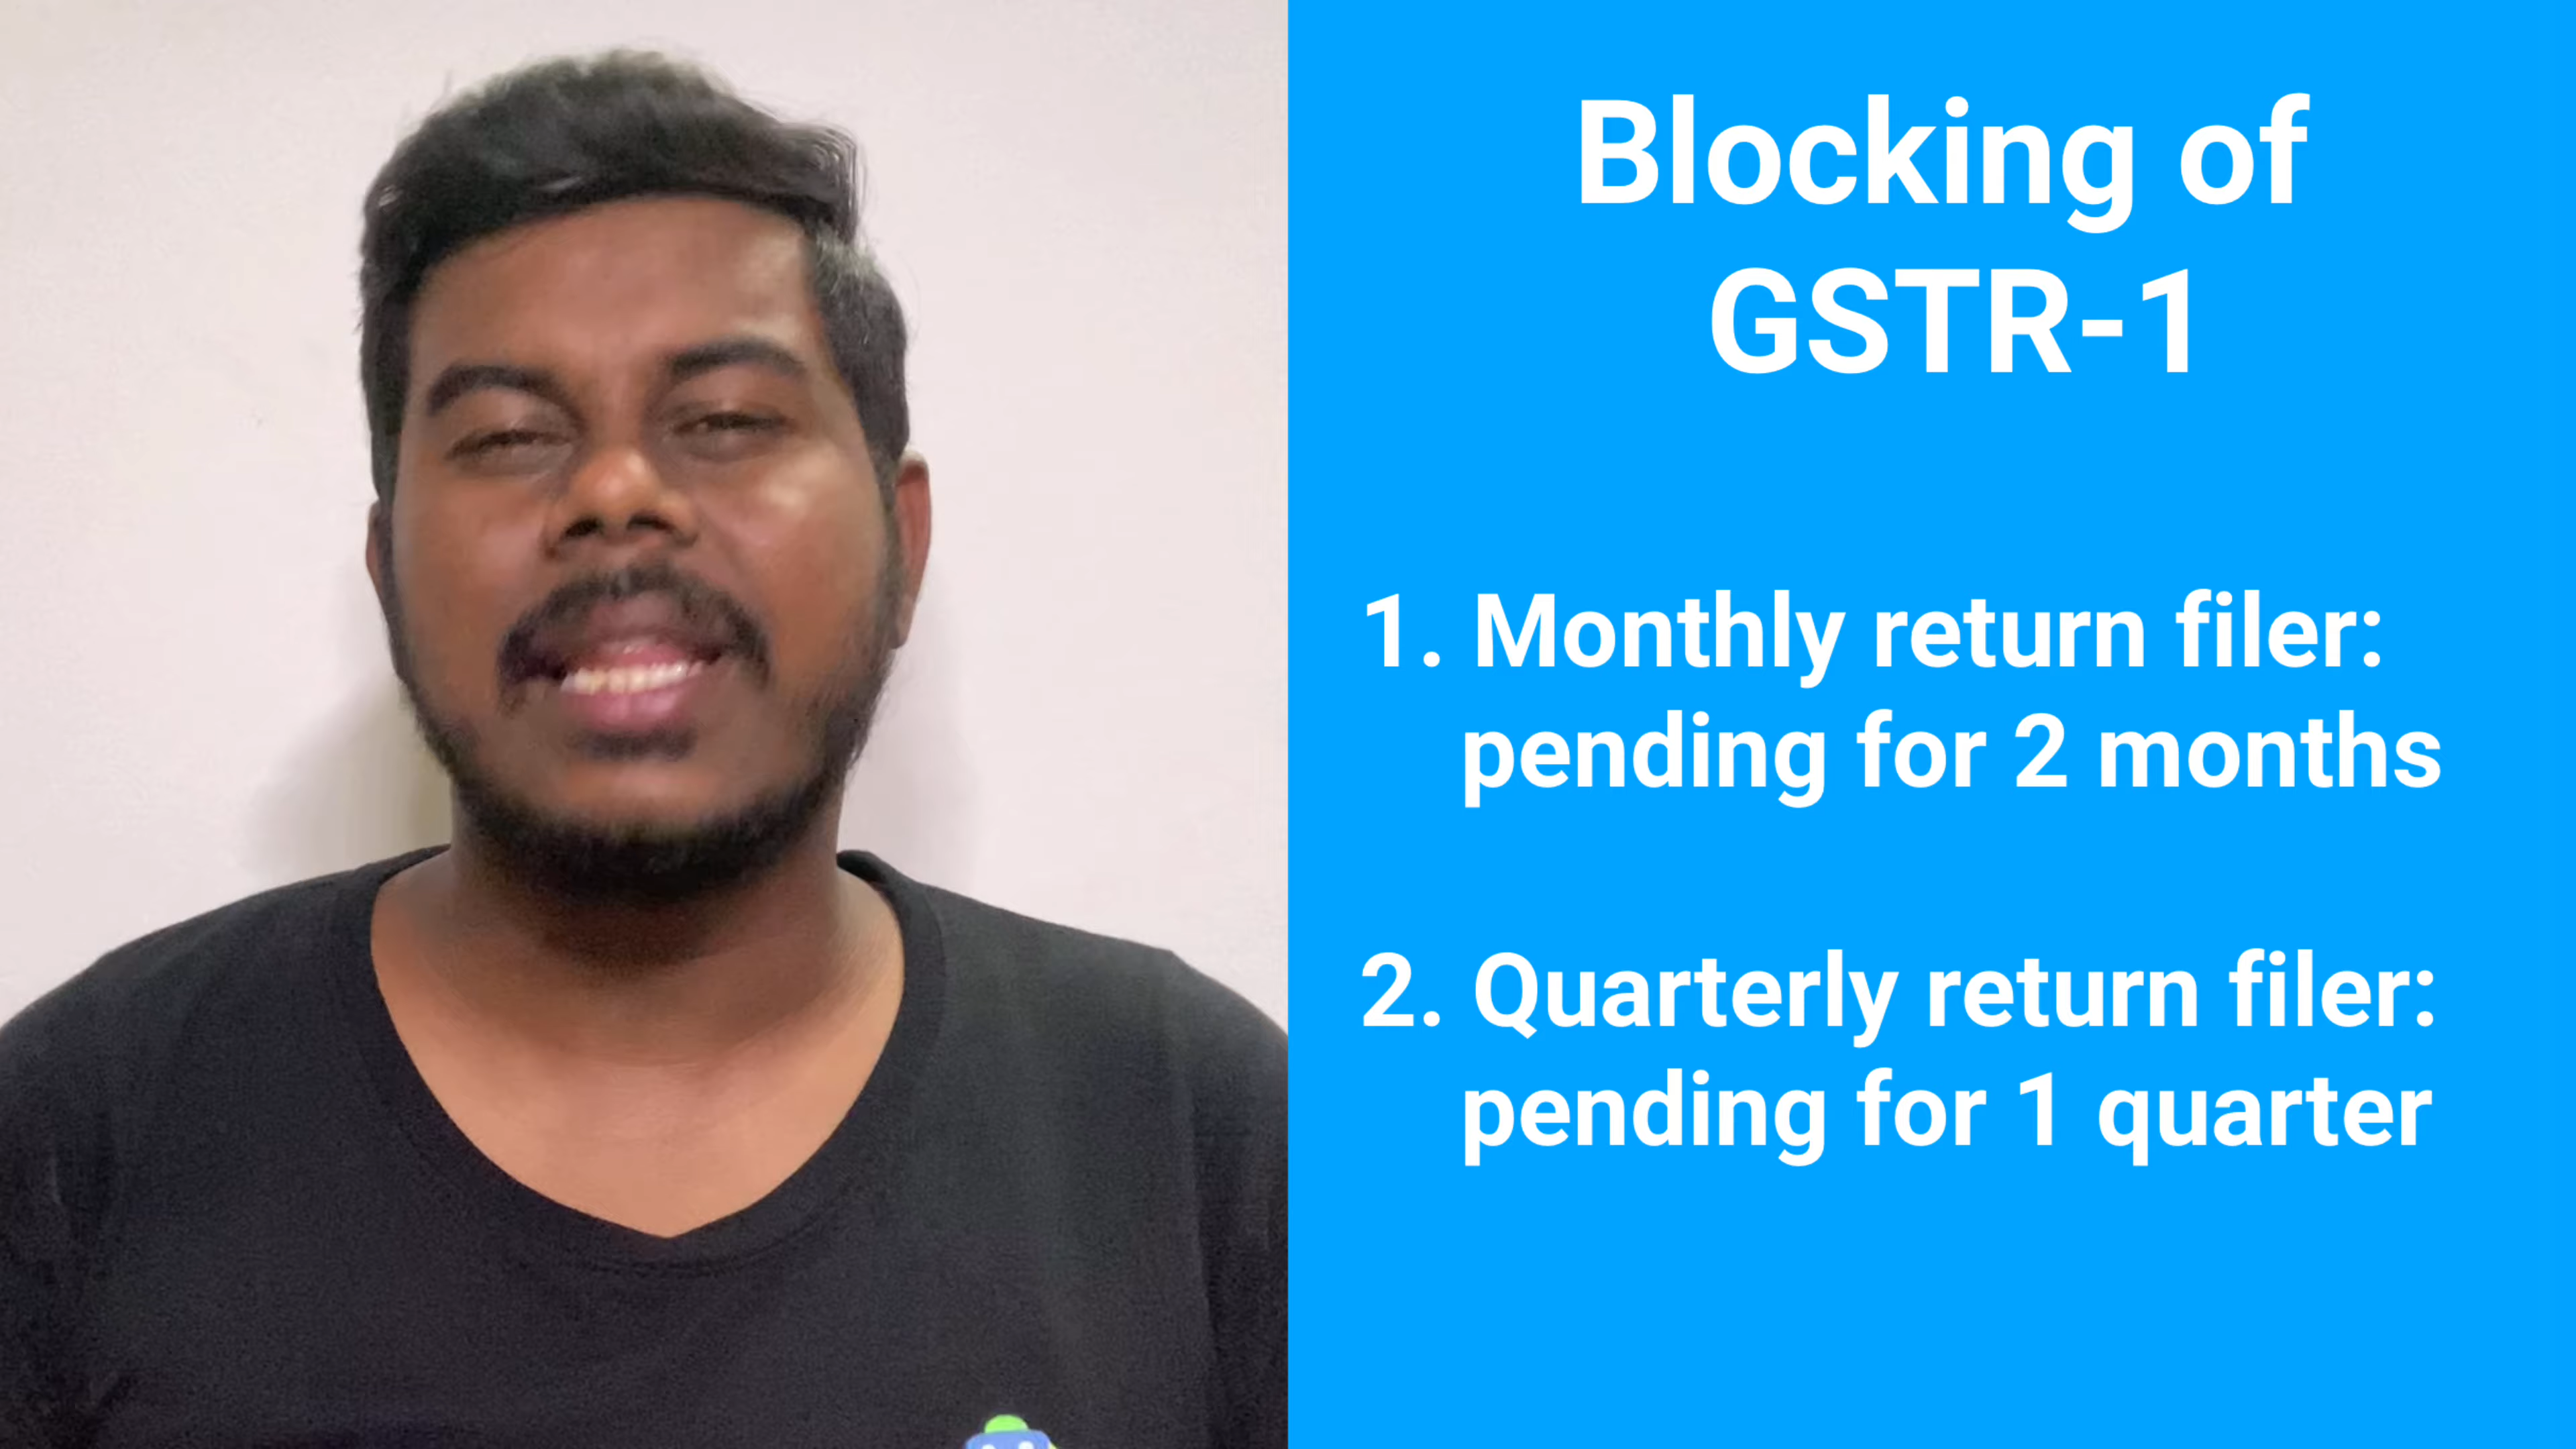 Blocking of
GSTR-1
1. Monthly return filer:
pending for 2 months
2. Quarterly return filer:
pending for 1 quarter